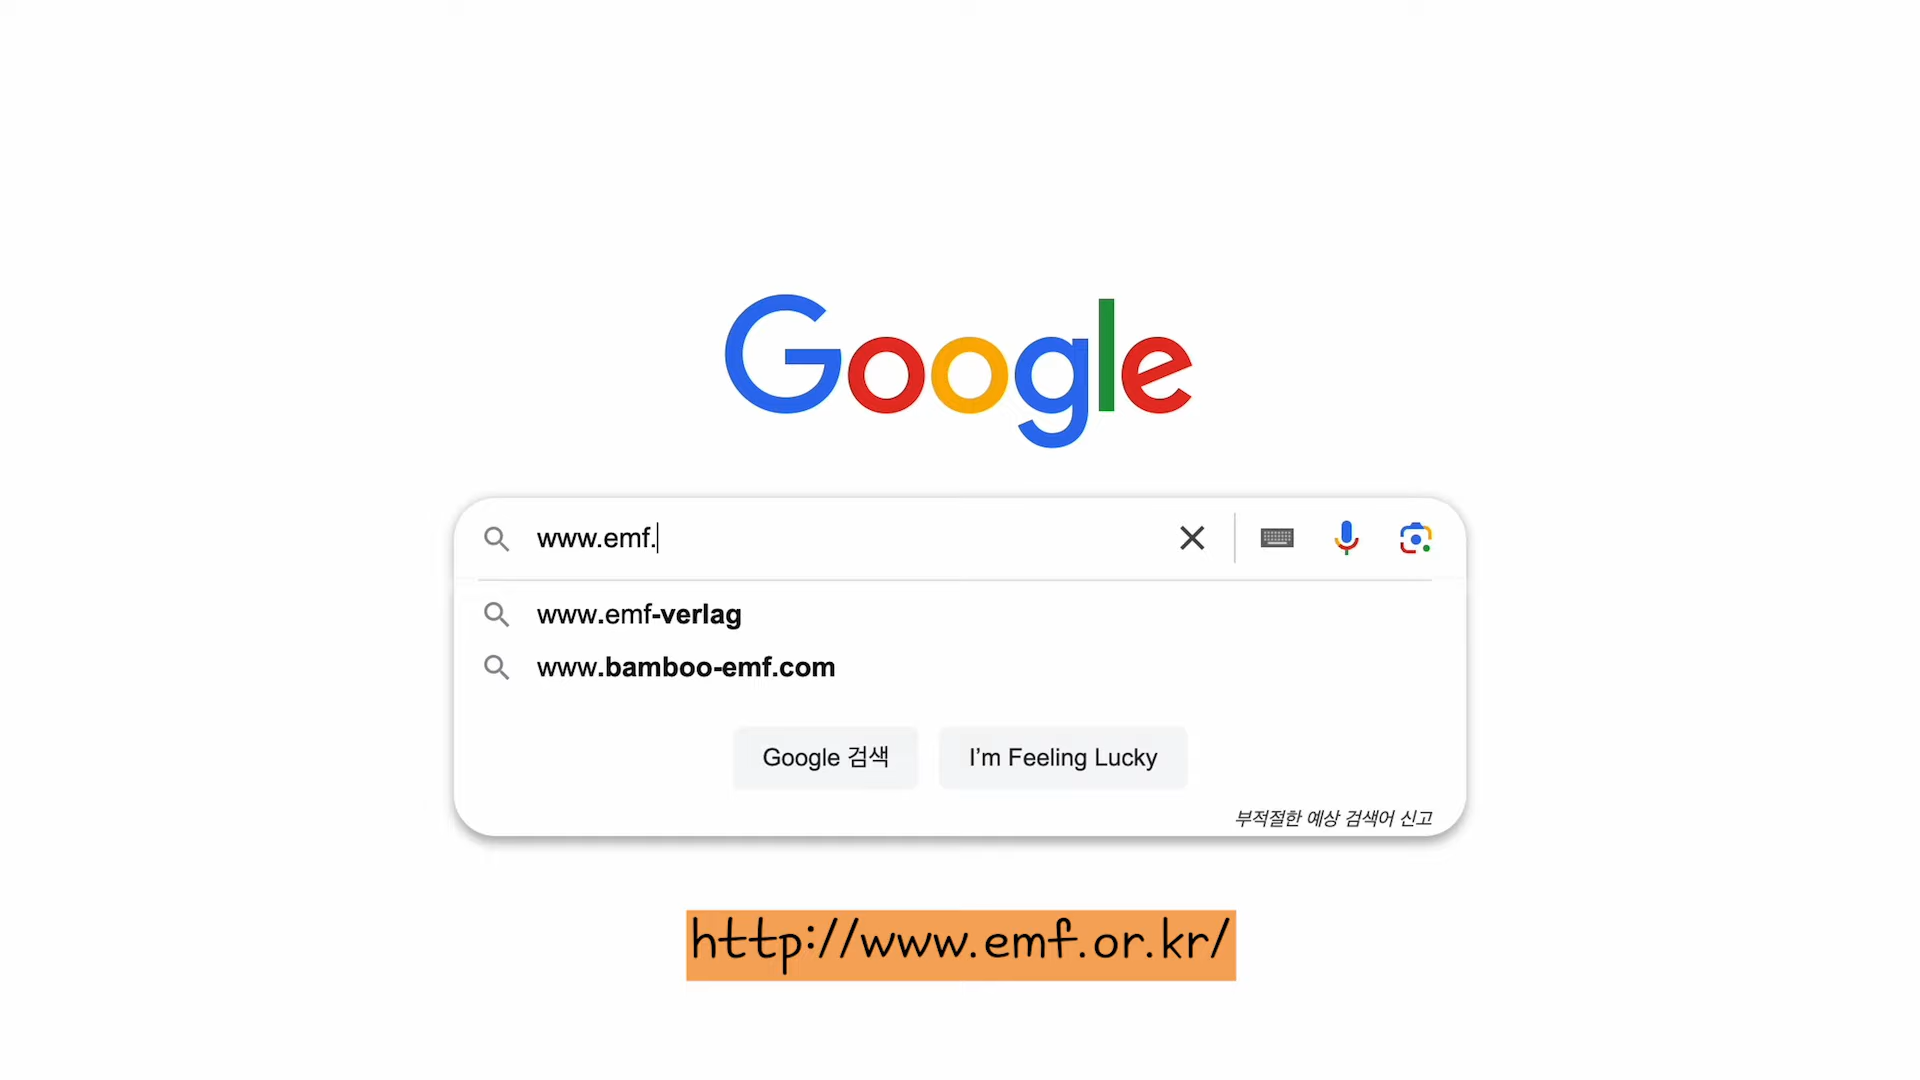 Google
www.emf.
www.emf-verlag
www.bamboo-emf.com
Google 검색
I'm Feeling Lucky
부적절한 예상 검색어 신고
http://www.emf.or.kr/